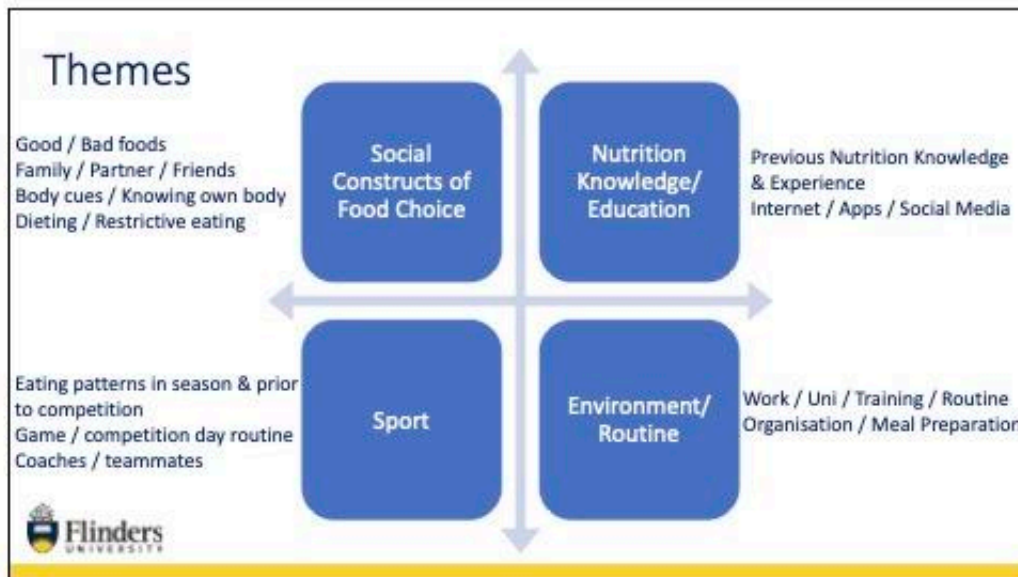 Themes
Good / Bad foods
Family / Partner / Friends
Body cues / Knowing own body
Dieting / Restrictive eating
Social
Constructs of
Food Choice
Nutrition
Knowledge/
Education
Previous Nutrition Knowledge
& Experience
Internet / Apps / Social Media
Eating patterns in season & prior
to competition
Game / competition day routine
Coaches / teammates
Sport
Environment/
Routine
Work / Uni / Training / Routine
Organisation / Meal Preparation
Flinders
UNIVERSITY